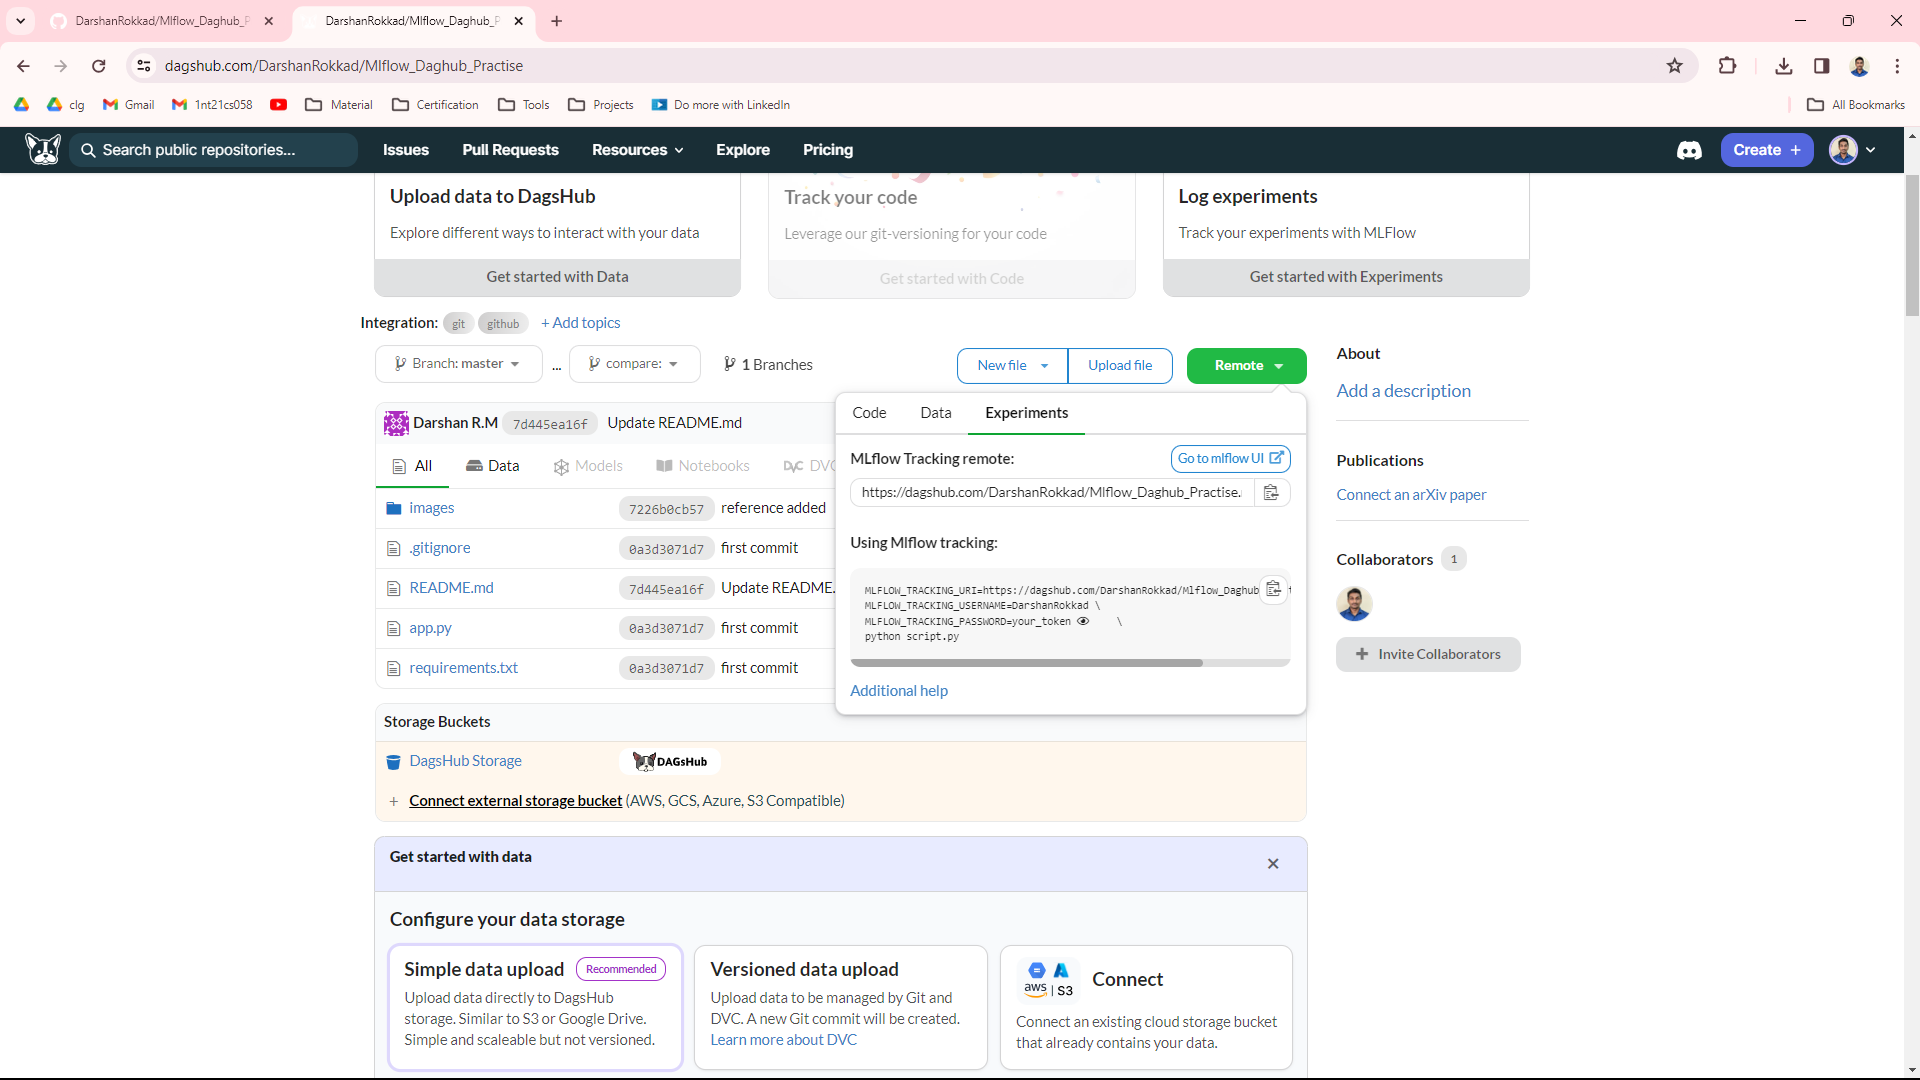 DarshanRokkad/Mlflow_Daghub_P
DarshanRokkad/Mlflow_Daghub_P
dagshub.com/DarshanRokkad/Mlflow_Daghub_Practise
clg
Gmail
1nt21cs058
Material
Certification
Tools
Projects
Do more with LinkedIn
All Bookmarks
Search public repositories...
Issues
Pull Requests
Resources
Explore
Pricing
Create +
Upload data to DagsHub
Explore different ways to interact with your data
Get started with Data
Track your code
Leverage our git-versioning for your code
Get started with Code
Log experiments
Track your experiments with MLFlow
Get started with Experiments
Integration: git github + Add topics
Branch: master
...
compare:
1 Branches
New file
Upload file
Remote
Darshan R.M 7d445ea16f Update README.md
All
Data
Models
Notebooks
DVC
images 7226b0cb57 reference added
.gitignore 0a3d3071d7 first commit
README.md 7d445ea16f Update README.
app.py 0a3d3071d7 first commit
requirements.txt 0a3d3071d7 first commit
Code
Data
Experiments
MLflow Tracking remote:
Go to mlflow UI
https://dagshub.com/DarshanRokkad/Mlflow_Daghub_Practise.
Using Mlflow tracking:
MLFLOW_TRACKING_URI=https://dagshub.com/DarshanRokkad/Mlflow_Daghub
MLFLOW_TRACKING_USERNAME=DarshanRokkad \
MLFLOW_TRACKING_PASSWORD=your_token \
python script.py
Additional help
Storage Buckets
DagsHub Storage
DAGsHub
+ Connect external storage bucket (AWS, GCS, Azure, S3 Compatible)
Get started with data
Configure your data storage
Simple data upload
Recommended
Upload data directly to DagsHub
storage. Similar to S3 or Google Drive.
Simple and scaleable but not versioned.
Versioned data upload
Upload data to be managed by Git and
DVC. A new Git commit will be created.
Learn more about DVC
aws | S3
Connect
Connect an existing cloud storage bucket
that already contains your data.
About
Add a description
Publications
Connect an arXiv paper
Collaborators 1
+ Invite Collaborators